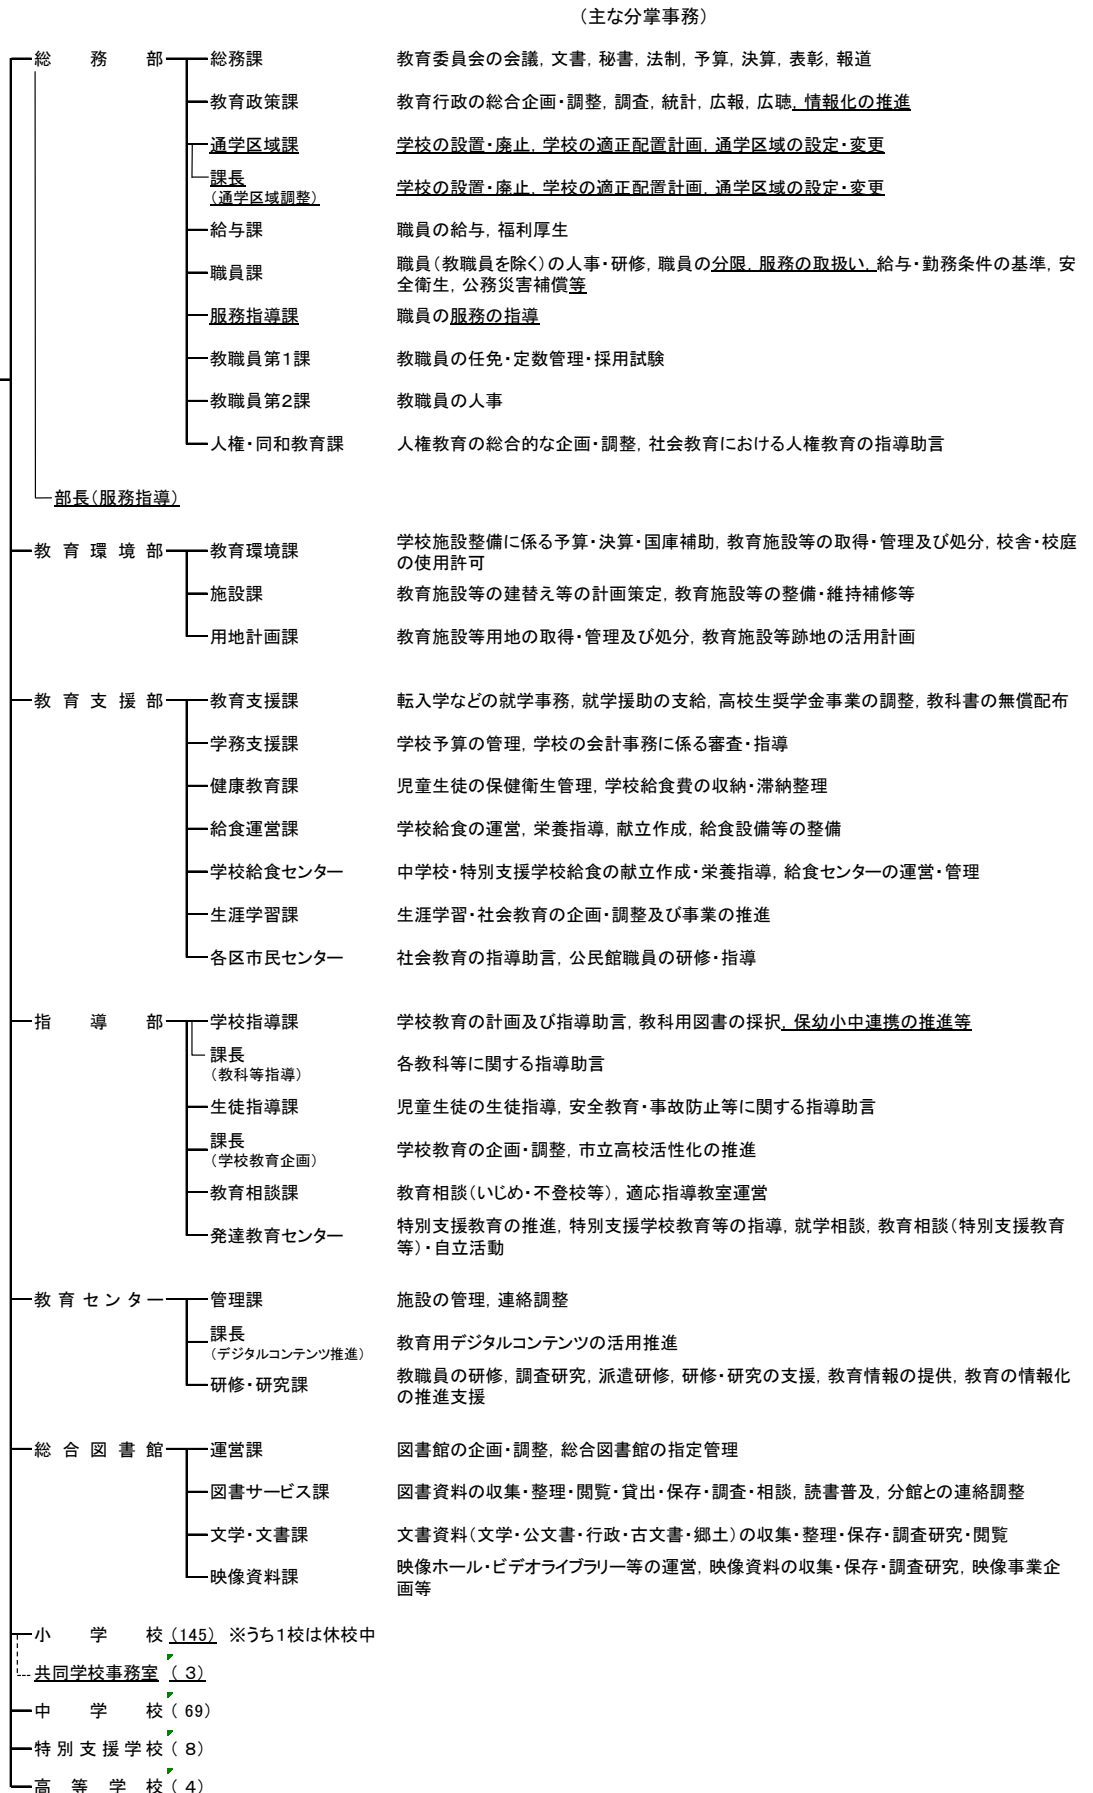 （主な分掌事務）
総務部 総務課 教育委員会の会議，文書，秘書，法制，予算，決算，表彰，報道
教育政策課 教育行政の総合企画・調整，調査，統計，広報，広聴，情報化の推進
通学区域課 学校の設置・廃止，学校の適正配置計画，通学区域の設定・変更
課長
（通学区域調整） 学校の設置・廃止，学校の適正配置計画，通学区域の設定・変更
給与課 職員の給与，福利厚生
職員課 職員（教職員を除く）の人事・研修，職員の分限，服務の取扱い，給与・勤務条件の基準，安
全衛生，公務災害補償等
服務指導課 職員の服務の指導
教職員第1課 教職員の任免・定数管理・採用試験
教職員第2課 教職員の人事
人権・同和教育課 人権教育の総合的な企画・調整，社会教育における人権教育の指導助言
部長（服務指導）
教育環境部 教育環境課 学校施設整備に係る予算・決算・国庫補助，教育施設等の取得・管理及び処分，校舎・校庭
の使用許可
施設課 教育施設等の建替え等の計画策定，教育施設等の整備・維持補修等
用地計画課 教育施設等用地の取得・管理及び処分，教育施設等跡地の活用計画
教育支援部 教育支援課 転入学などの就学事務，就学援助の支給，高校生奨学金事業の調整，教科書の無償配布
学務支援課 学校予算の管理，学校の会計事務に係る審査・指導
健康教育課 児童生徒の保健衛生管理，学校給食費の収納・滞納整理
給食運営課 学校給食の運営，栄養指導，献立作成，給食設備等の整備
学校給食センター 中学校・特別支援学校給食の献立作成・栄養指導，給食センターの運営・管理
生涯学習課 生涯学習・社会教育の企画・調整及び事業の推進
各区市民センター 社会教育の指導助言，公民館職員の研修・指導
指導部 学校指導課 学校教育の計画及び指導助言，教科用図書の採択，保幼小中連携の推進等
課長
（教科等指導） 各教科等に関する指導助言
生徒指導課 児童生徒の生徒指導，安全教育・事故防止等に関する指導助言
課長
（学校教育企画） 学校教育の企画・調整，市立高校活性化の推進
教育相談課 教育相談（いじめ・不登校等），適応指導教室運営
発達教育センター 特別支援教育の推進，特別支援学校教育等の指導，就学相談，教育相談（特別支援教育
等）・自立活動
教育センター 管理課 施設の管理，連絡調整
課長
（デジタルコンテンツ推進） 教育用デジタルコンテンツの活用推進
研修・研究課 教職員の研修，調査研究，派遣研修，研修・研究の支援，教育情報の提供，教育の情報化
の推進支援
総合図書館 運営課 図書館の企画・調整，総合図書館の指定管理
図書サービス課 図書資料の収集・整理・閲覧・貸出・保存・調査・相談，読書普及，分館との連絡調整
文学・文書課 文書資料（文学・公文書・行政・古文書・郷土）の収集・整理・保存・調査研究・閲覧
映像資料課 映像ホール・ビデオライブラリー等の運営，映像資料の収集・保存・調査研究，映像事業企
画等
小学校（145） ※うち1校は休校中
共同学校事務室（ 3）
中学校（ 69）
特別支援学校（ 8）
高等学校（ 4）